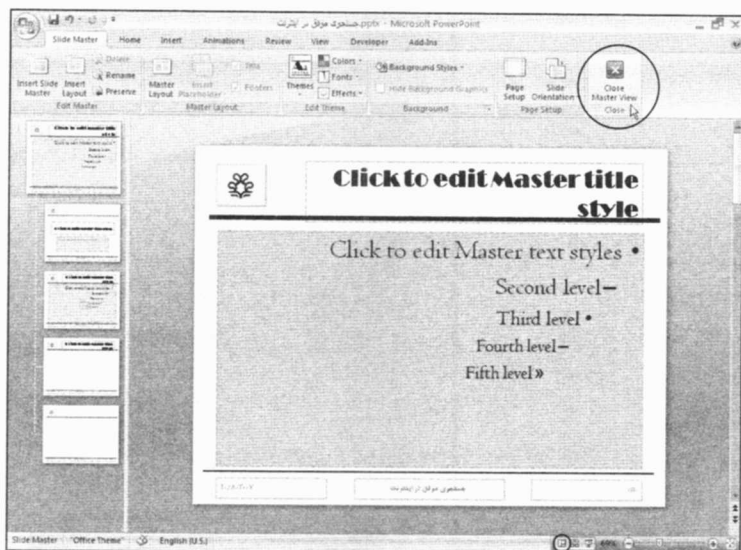 جستجوی موفق در اینترنت.pptx - Microsoft PowerPoint
Slide Master Home Insert Animations Review View Developer Add-Ins
Insert Slide Master
Insert Layout
Delete
Rename
Preserve
Edit Master
Master Layout
Insert Placeholder
Title
Footers
Master Layout
Themes
Colors
Fonts
Effects
Edit Theme
Background Styles
Hide Background Graphics
Background
Page Setup
Slide Orientation
Page Setup
Close Master View
Close
Click to edit Master title
style
Click to edit Master text styles •
Second level–
Third level •
Fourth level–
Fifth level »
جستجوی موفق در اینترنت
Slide Master "Office Theme" English (U.S.)